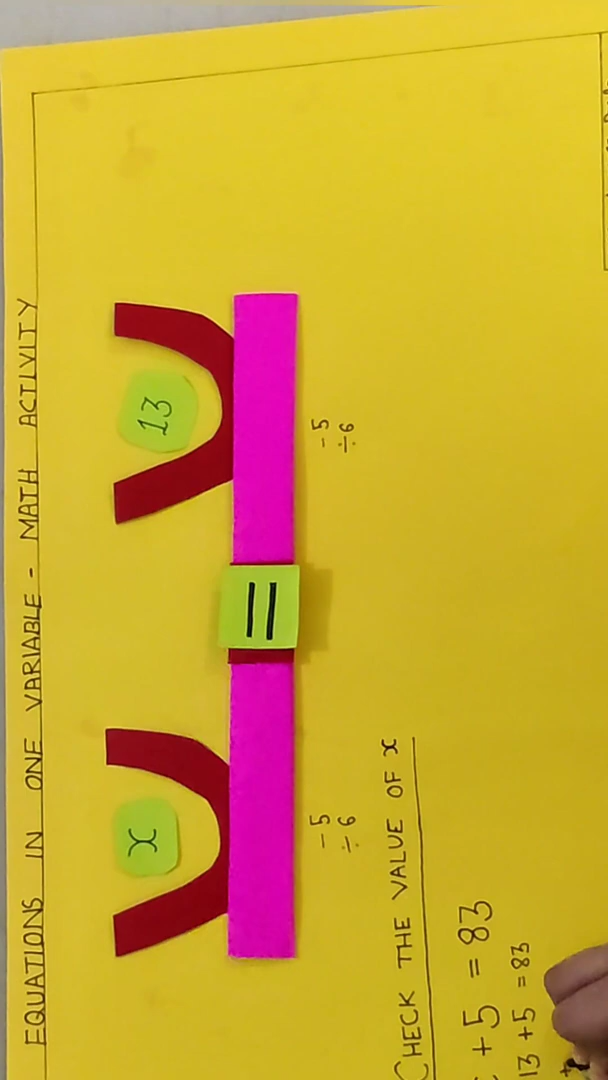 EQUATIONS IN ONE VARIABLE - MATH ACTIVITY
x = 13
-5 -5
÷6 ÷6
CHECK THE VALUE OF x
+5 = 83
13 +5 = 83